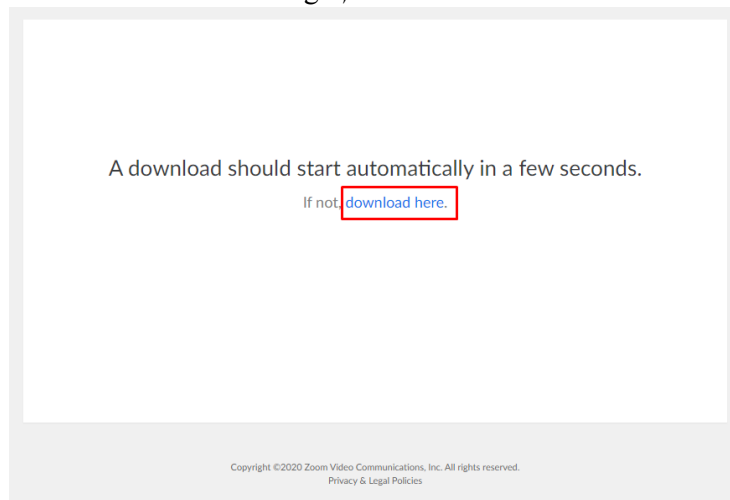 A download should start automatically in a few seconds.
If not, download here.
Copyright ©2020 Zoom Video Communications, Inc. All rights reserved.
Privacy & Legal Policies